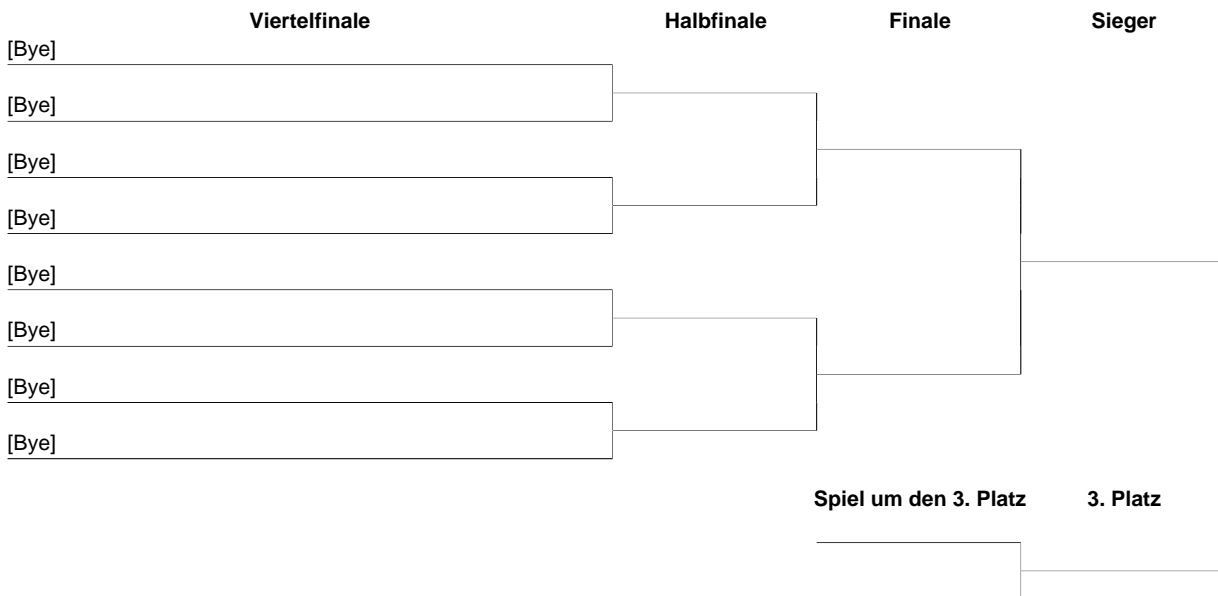 Viertelfinale Halbfinale Finale Sieger
[Bye]
[Bye]
[Bye]
[Bye]
[Bye]
[Bye]
[Bye]
[Bye]
Spiel um den 3. Platz 3. Platz